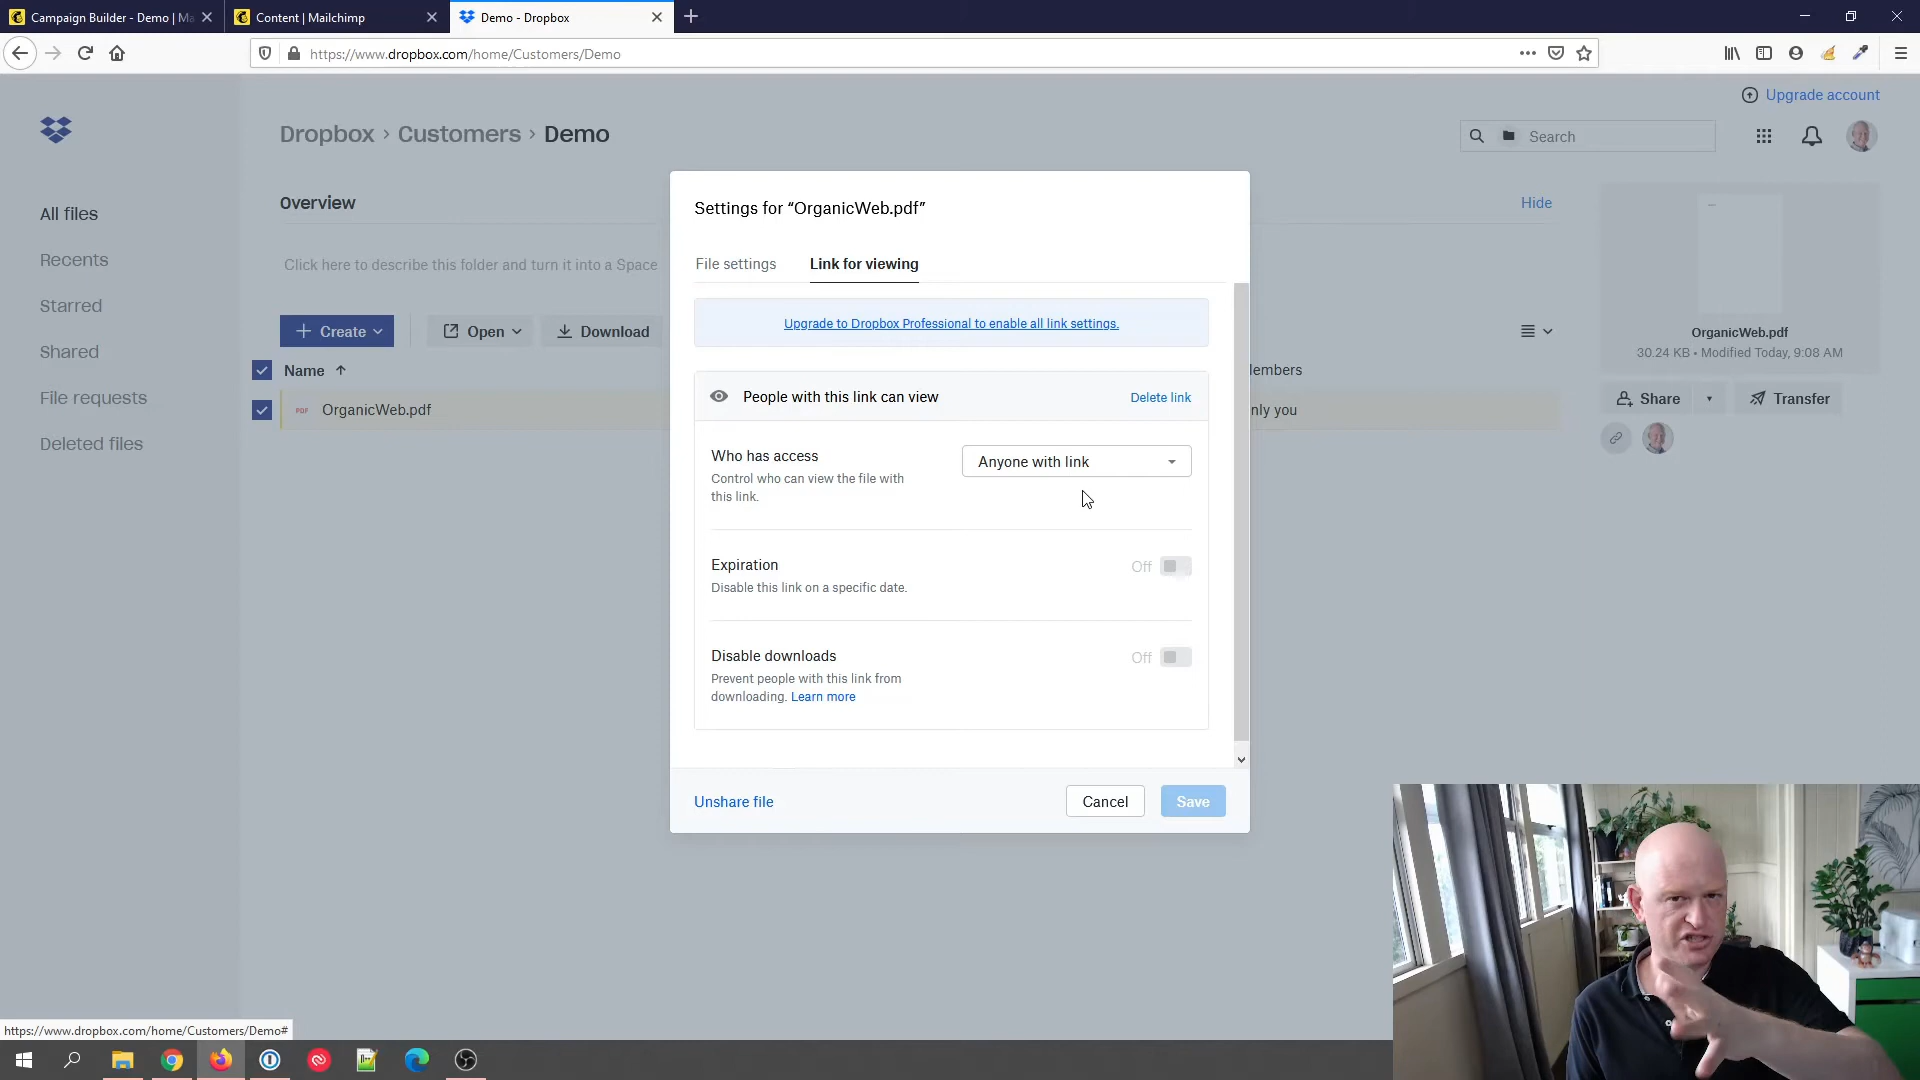 Campaign Builder - Demo | Ma
Content | Mailchimp
Demo - Dropbox
https://www.dropbox.com/home/Customers/Demo
Upgrade account
Dropbox › Customers › Demo
Search
Settings for “OrganicWeb.pdf”
Overview
Hide
All files
Recents
Starred
Shared
File requests
Deleted files
Click here to describe this folder and turn it into a Space
File settings
Link for viewing
Upgrade to Dropbox Professional to enable all link settings.
Create
Open
Download
Name
Members
PDF
OrganicWeb.pdf
only you
People with this link can view
Delete link
Who has access
Control who can view the file with
this link.
Anyone with link
Expiration
Disable this link on a specific date.
Off
Disable downloads
Prevent people with this link from
downloading. Learn more
Off
Unshare file
Cancel
Save
OrganicWeb.pdf
30.24 KB • Modified Today, 9:08 AM
Share
Transfer
https://www.dropbox.com/home/Customers/Demo#